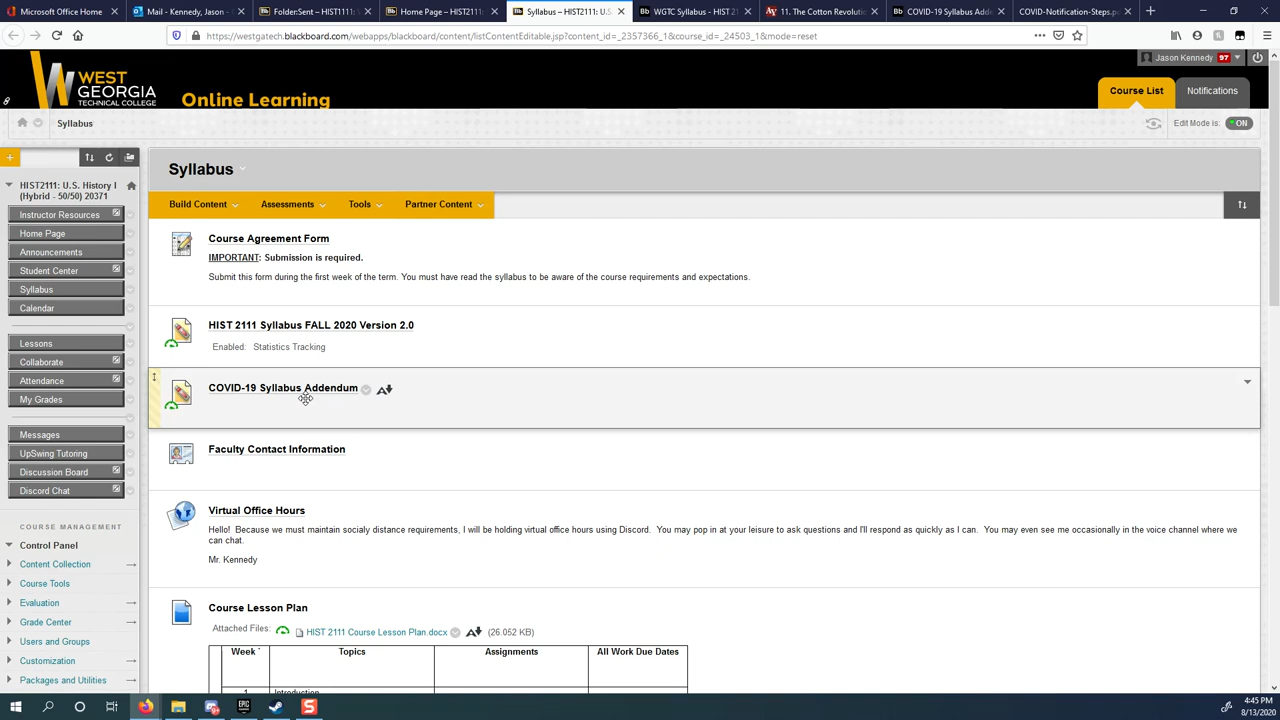 Microsoft Office Home
Mail - Kennedy, Jason -
Folder:Sent – HIST1111:
Home Page – HIST2111:
Syllabus – HIST2111: U.S
WGTC Syllabus - HIST 21
11. The Cotton Revolutio
COVID-19 Syllabus Adde
COVID-Notification-Steps.pc
https://westgatech.blackboard.com/webapps/blackboard/content/listContentEditable.jsp?content_id=_2357366_1&course_id=_24503_1&mode=reset
Jason Kennedy 97
WEST GEORGIA TECHNICAL COLLEGE
Online Learning
Course List
Notifications
Syllabus
Edit Mode is: ON
HIST2111: U.S. History I
(Hybrid - 50/50) 20371
Instructor Resources
Home Page
Announcements
Student Center
Syllabus
Calendar
Lessons
Collaborate
Attendance
My Grades
Messages
UpSwing Tutoring
Discussion Board
Discord Chat
COURSE MANAGEMENT
Control Panel
Content Collection
Course Tools
Evaluation
Grade Center
Users and Groups
Customization
Packages and Utilities
Syllabus
Build Content
Assessments
Tools
Partner Content
Course Agreement Form
IMPORTANT: Submission is required.
Submit this form during the first week of the term. You must have read the syllabus to be aware of the course requirements and expectations.
HIST 2111 Syllabus FALL 2020 Version 2.0
Enabled: Statistics Tracking
COVID-19 Syllabus Addendum
Faculty Contact Information
Virtual Office Hours
Hello! Because we must maintain socialy distance requirements, I will be holding virtual office hours using Discord. You may pop in at your leisure to ask questions and I'll respond as quickly as I can. You may even see me occasionally in the voice channel where we
can chat.
Mr. Kennedy
Course Lesson Plan
Attached Files: HIST 2111 Course Lesson Plan.docx (26.052 KB)
Week Topics Assignments All Work Due Dates
1 Introduction
4:45 PM
8/13/2020